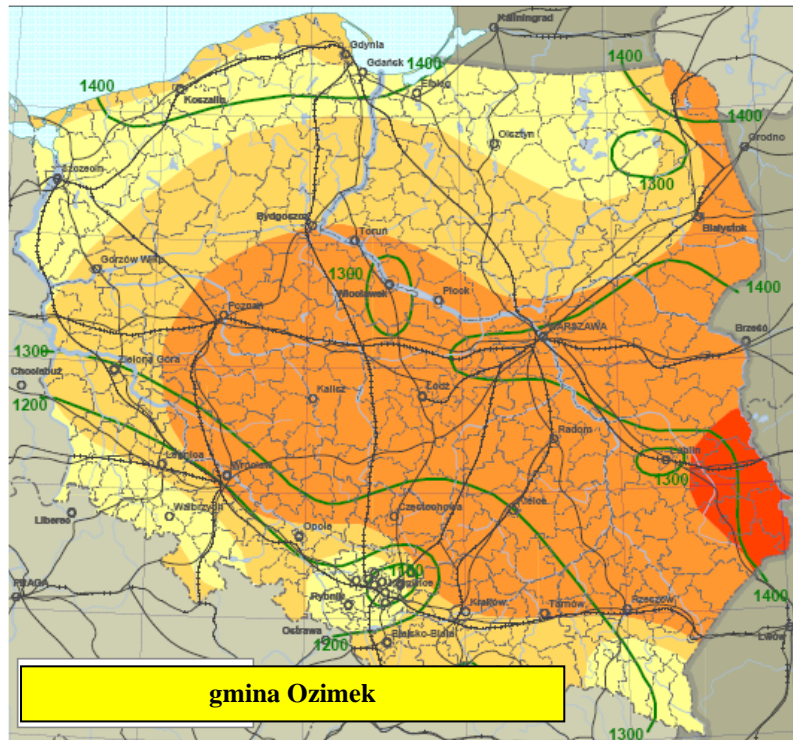 Kaliningrad
Gdynia
Gdańsk
1400
1400
1400
Elbląg
Koszalin
1400
Olsztyn
Grodno
Szczecin
1300
Bydgoszcz
Białystok
Toruń
Gorzów Wlkp
1300
Włocławek
Płock
1400
Poznań
WARSZAWA
Brześć
1300
Zielona Góra
Chociebuż
1200
Kalisz
Łódź
Radom
Legnica
Wrocław
Lublin
1300
Wałbrzych
Częstochowa
Kielce
Liberec
Opole
1100
PRAGA
Katowice
Rybnik
Kraków
Tarnów
Rzeszów
1400
Ostrawa
Bielsko-Biała
Lwów
1200
gmina Ozimek
1300